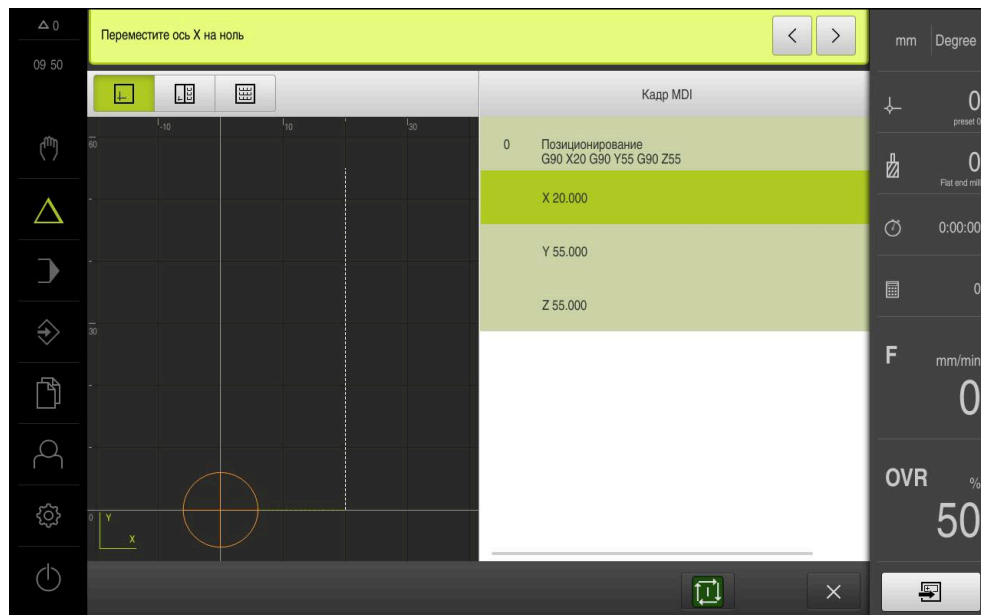 0
09 50
Переместите ось X на ноль
Кадр MDI
-10
10
30
60
30
0
Y
X
0 Позиционирование
G90 X20 G90 Y55 G90 Z55
X 20.000
Y 55.000
Z 55.000
mm Degree
0
preset 0
0
Flat end mill
0:00:00
0
F mm/min
0
OVR %
50